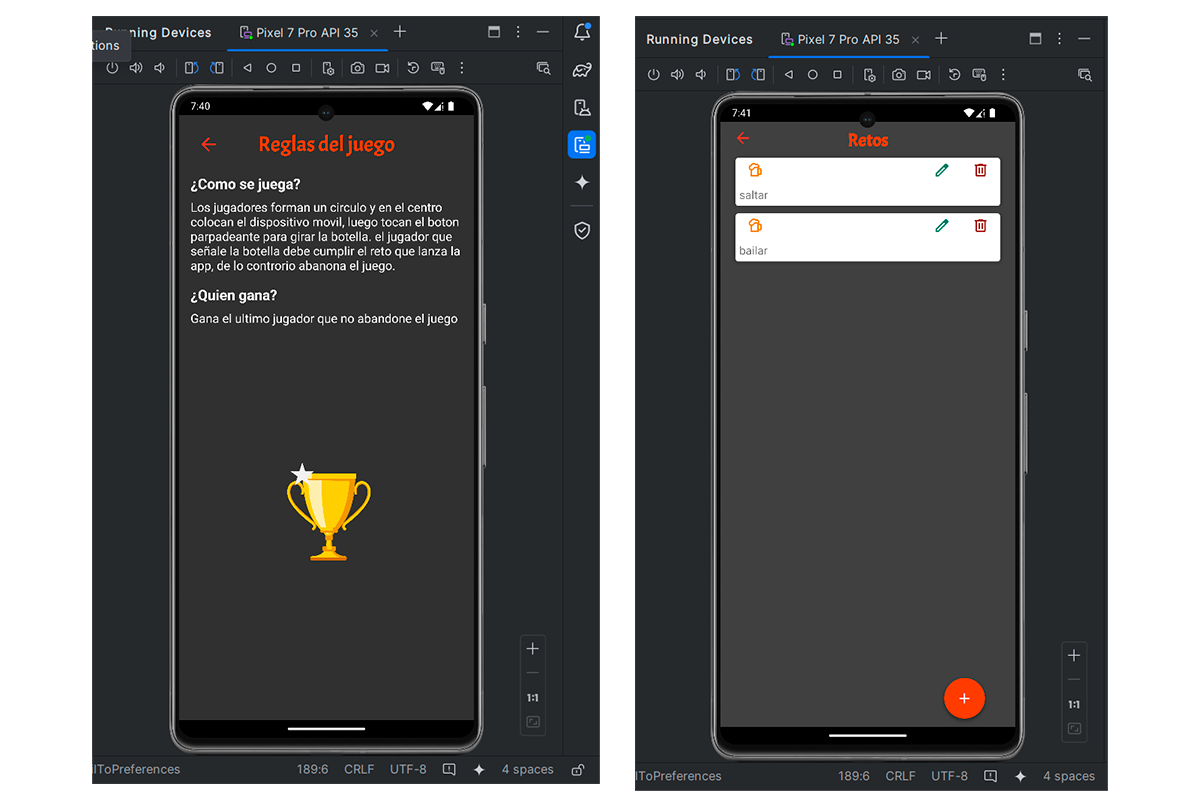 Running Devices
Pixel 7 Pro API 35
tions
7:40
Reglas del juego
¿Como se juega?
Los jugadores forman un circulo y en el centro
colocan el dispositivo movil, luego tocan el boton
parpadeante para girar la botella. el jugador que
señale la botella debe cumplir el reto que lanza la
app, de lo controrio abanona el juego.
¿Quien gana?
Gana el ultimo jugador que no abandone el juego
1:1
lToPreferences
189:6 CRLF UTF-8 4 spaces
Running Devices
Pixel 7 Pro API 35
7:41
Retos
saltar
bailar
1:1
lToPreferences
189:6 CRLF UTF-8 4 spaces